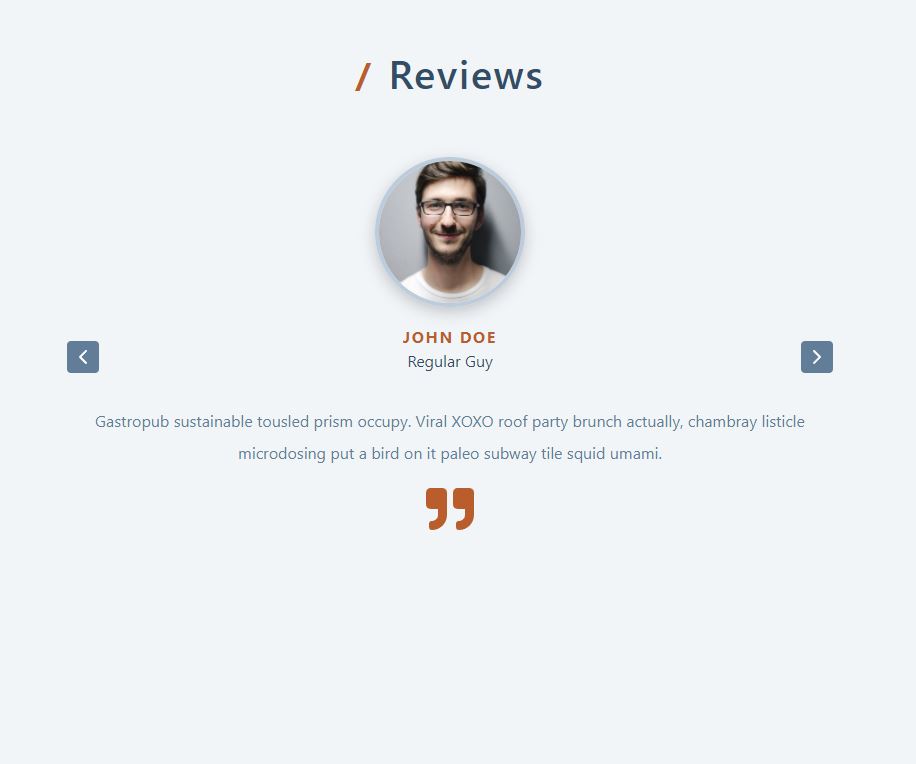 / Reviews
JOHN DOE
Regular Guy
Gastropub sustainable tousled prism occupy. Viral XOXO roof party brunch actually, chambray listicle
microdosing put a bird on it paleo subway tile squid umami.